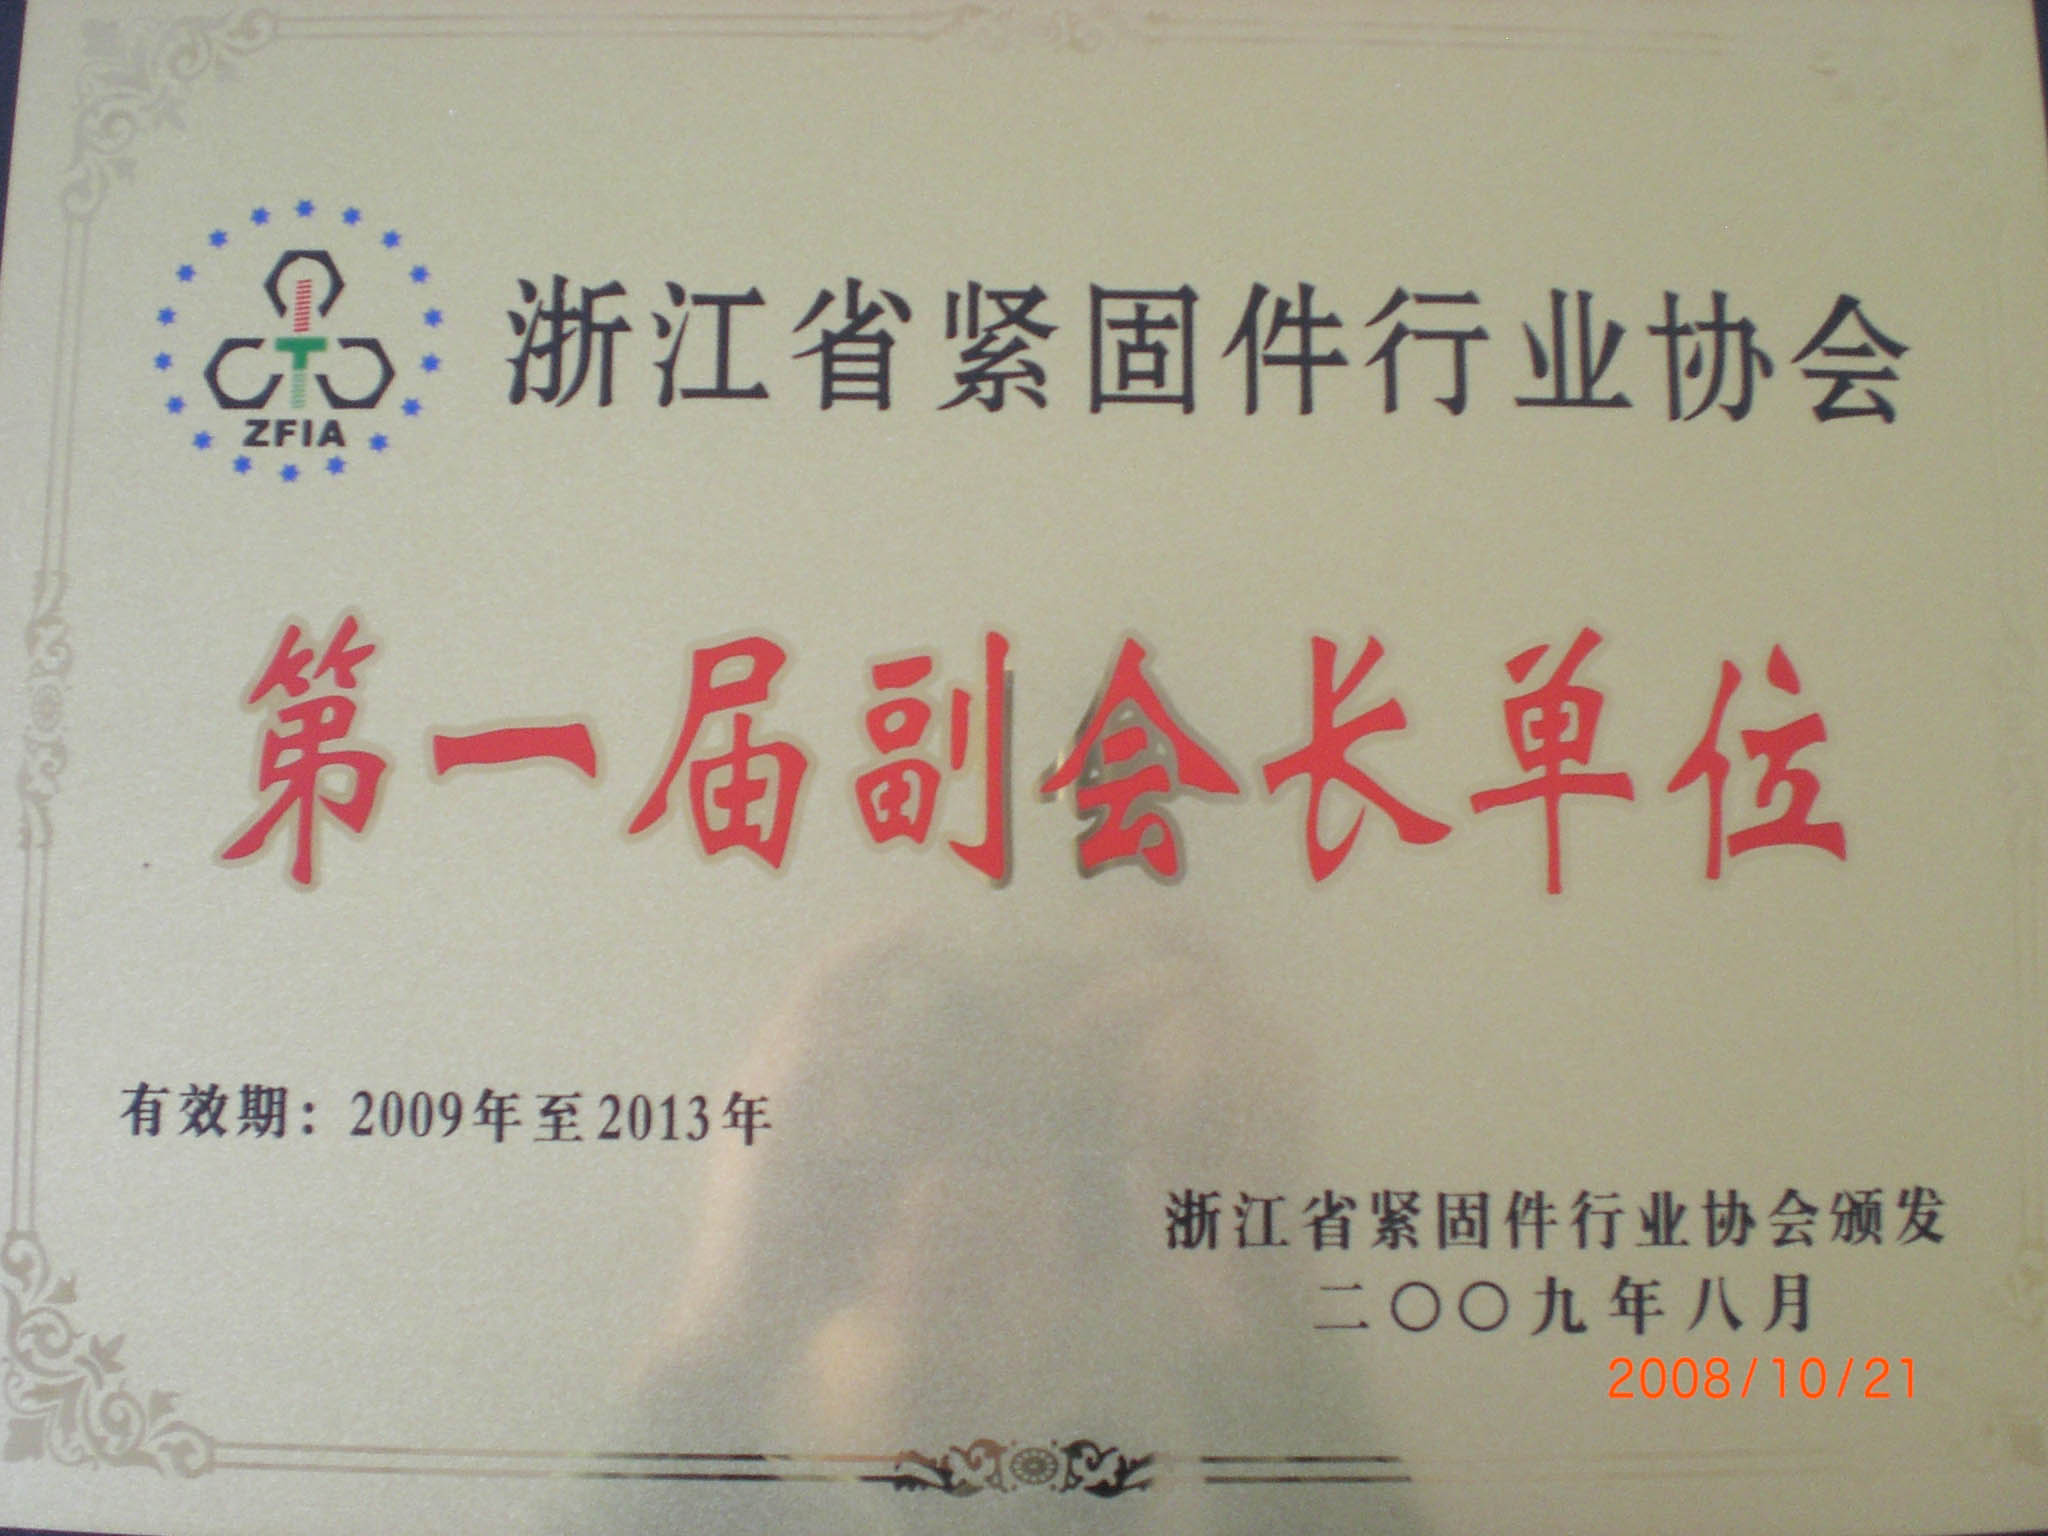 浙江省紧固件行业协会
ZFIA
第一届副会长单位
有效期：2009年至2013年
浙江省紧固件行业协会颁发
二〇〇九年八月
2008/10/21